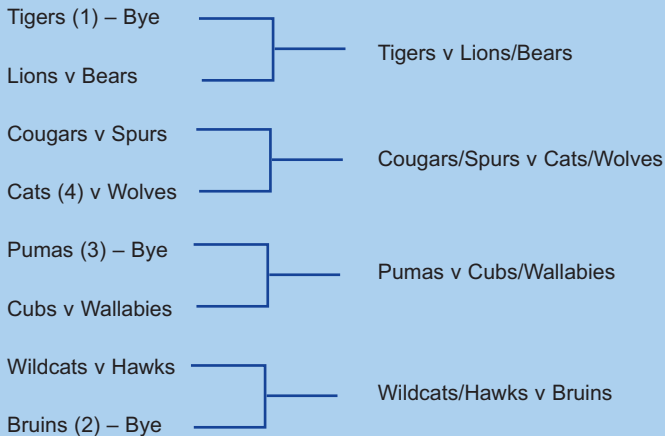 Tigers (1) – Bye
Tigers v Lions/Bears
Lions v Bears
Cougars v Spurs
Cougars/Spurs v Cats/Wolves
Cats (4) v Wolves
Pumas (3) – Bye
Pumas v Cubs/Wallabies
Cubs v Wallabies
Wildcats v Hawks
Wildcats/Hawks v Bruins
Bruins (2) – Bye